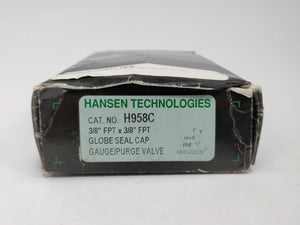 HANSEN TECHNOLOGIES
CAT. NO. H958C
3/8" FPT x 3/8" FPT
GLOBE SEAL CAP
GAUGE/PURGE VALVE